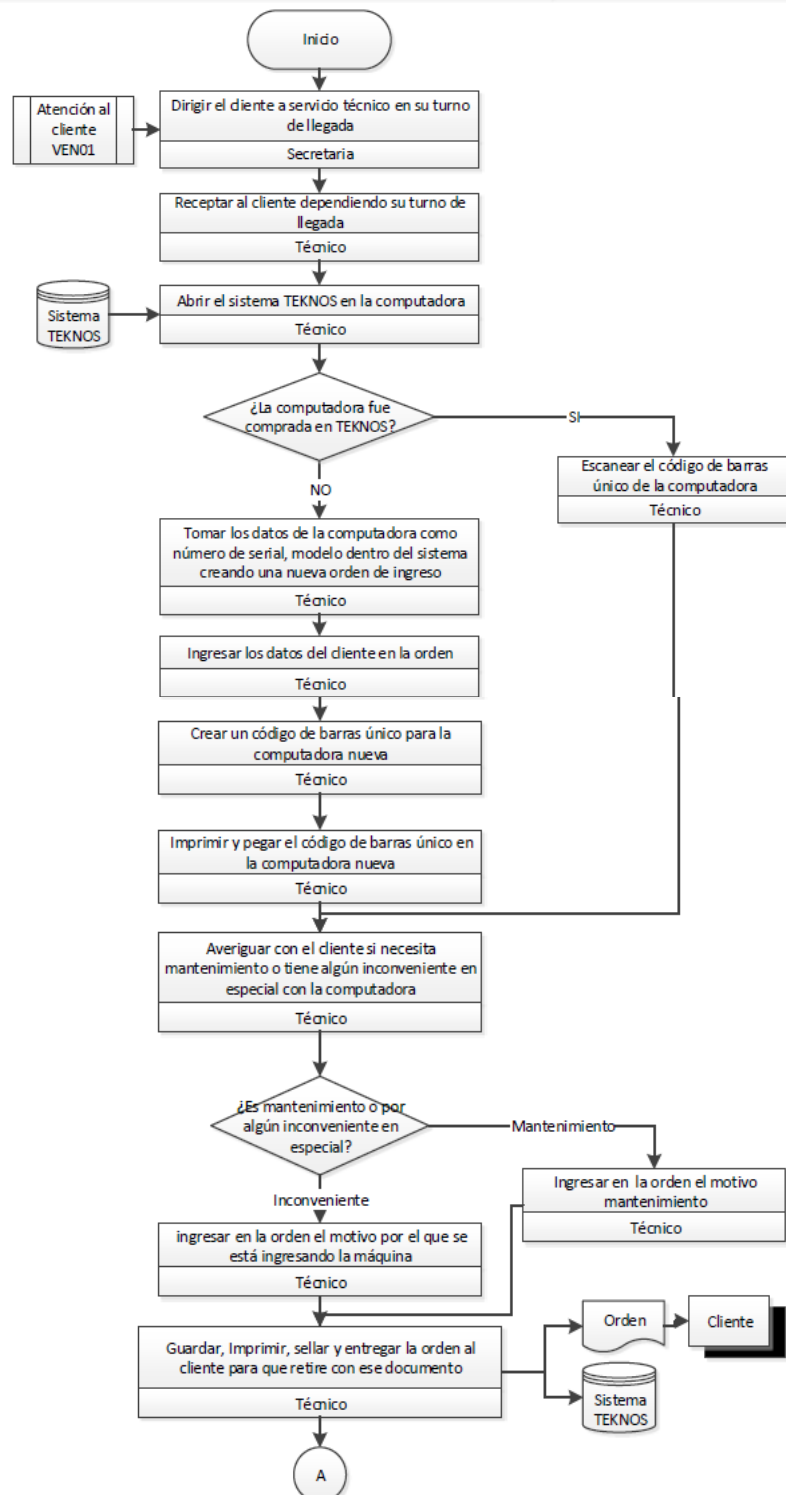 Inicio
Atención al
cliente
VEN01
Dirigir el cliente a servicio técnico en su turno
de llegada
Secretaria
Receptar al cliente dependiendo su turno de
llegada
Técnico
Sistema
TEKNOS
Abrir el sistema TEKNOS en la computadora
Técnico
¿La computadora fue
comprada en TEKNOS?
SI
Escanear el código de barras
único de la computadora
Técnico
NO
Tomar los datos de la computadora como
número de serial, modelo dentro del sistema
creando una nueva orden de ingreso
Técnico
Ingresar los datos del cliente en la orden
Técnico
Crear un código de barras único para la
computadora nueva
Técnico
Imprimir y pegar el código de barras único en
la computadora nueva
Técnico
Averiguar con el cliente si necesita
mantenimiento o tiene algún inconveniente en
especial con la computadora
Técnico
¿Es mantenimiento o por
algún inconveniente en
especial?
Mantenimiento
Ingresar en la orden el motivo
mantenimiento
Técnico
Inconveniente
ingresar en la orden el motivo por el que se
está ingresando la máquina
Técnico
Guardar, Imprimir, sellar y entregar la orden al
cliente para que retire con ese documento
Técnico
Orden
Cliente
Sistema
TEKNOS
A